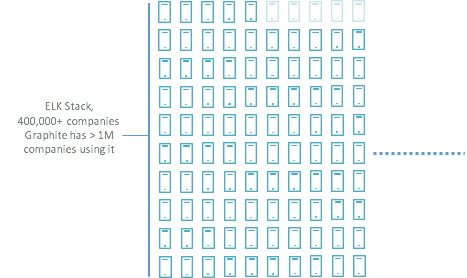 ELK Stack,
400,000+ companies
Graphite has > 1M
companies using it